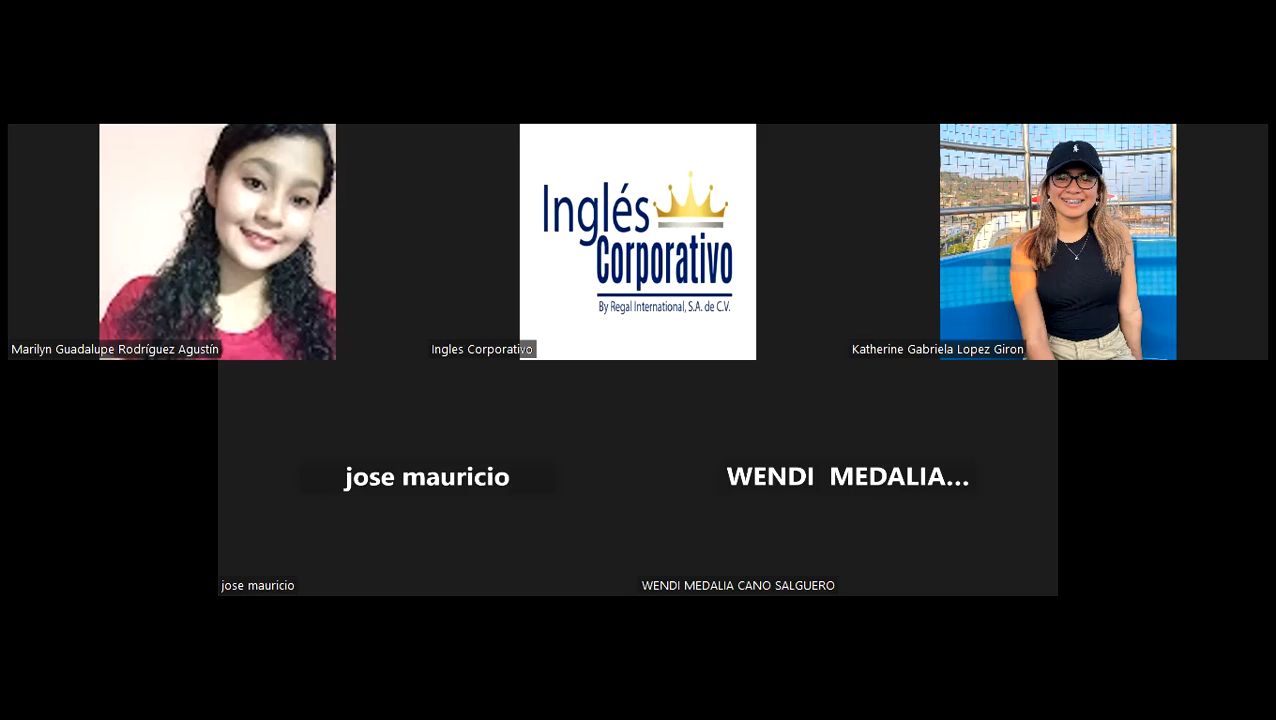 Inglés
Corporativo
By Regal International, S.A. de C.V.
Marilyn Guadalupe Rodríguez Agustín
Ingles Corporativo
Katherine Gabriela Lopez Giron
jose mauricio
WENDI MEDALIA...
jose mauricio
WENDI MEDALIA CANO SALGUERO